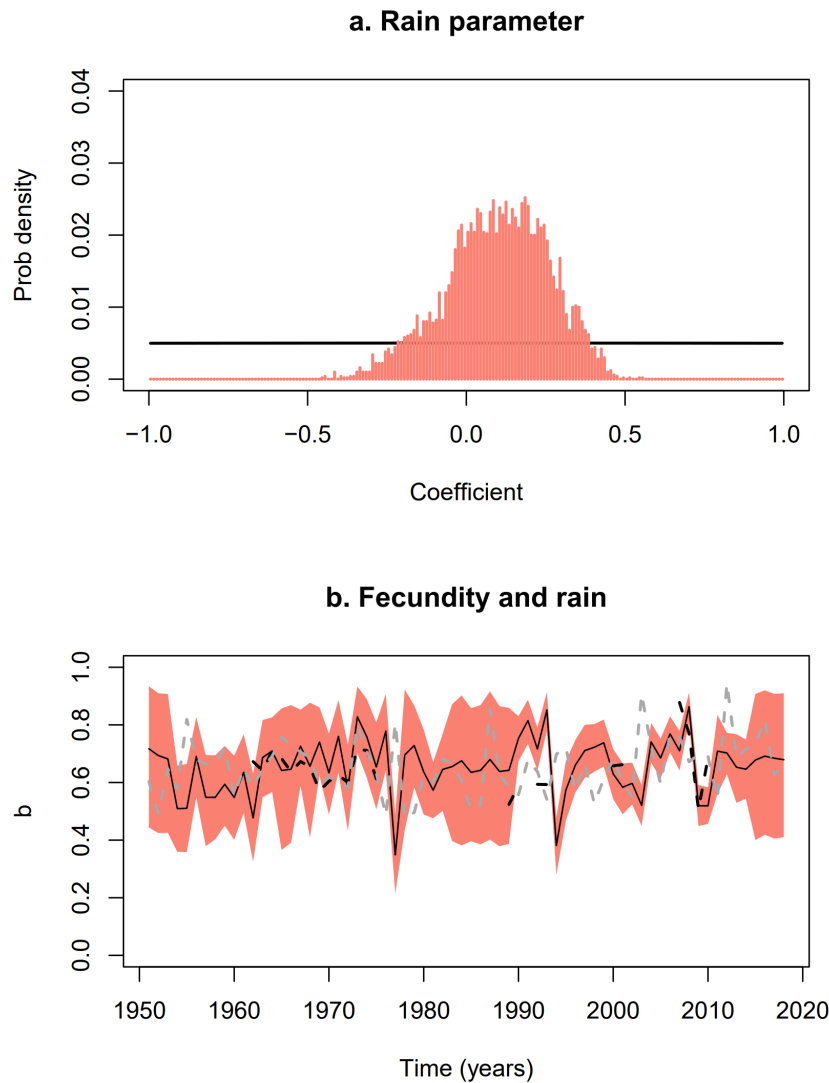 a. Rain parameter
0.04
0.03
0.02
0.01
0.00
Prob density
−1.0 −0.5 0.0 0.5 1.0
Coefficient
b. Fecundity and rain
1.0
0.8
0.6
0.4
0.2
0.0
b
1950 1960 1970 1980 1990 2000 2010 2020
Time (years)